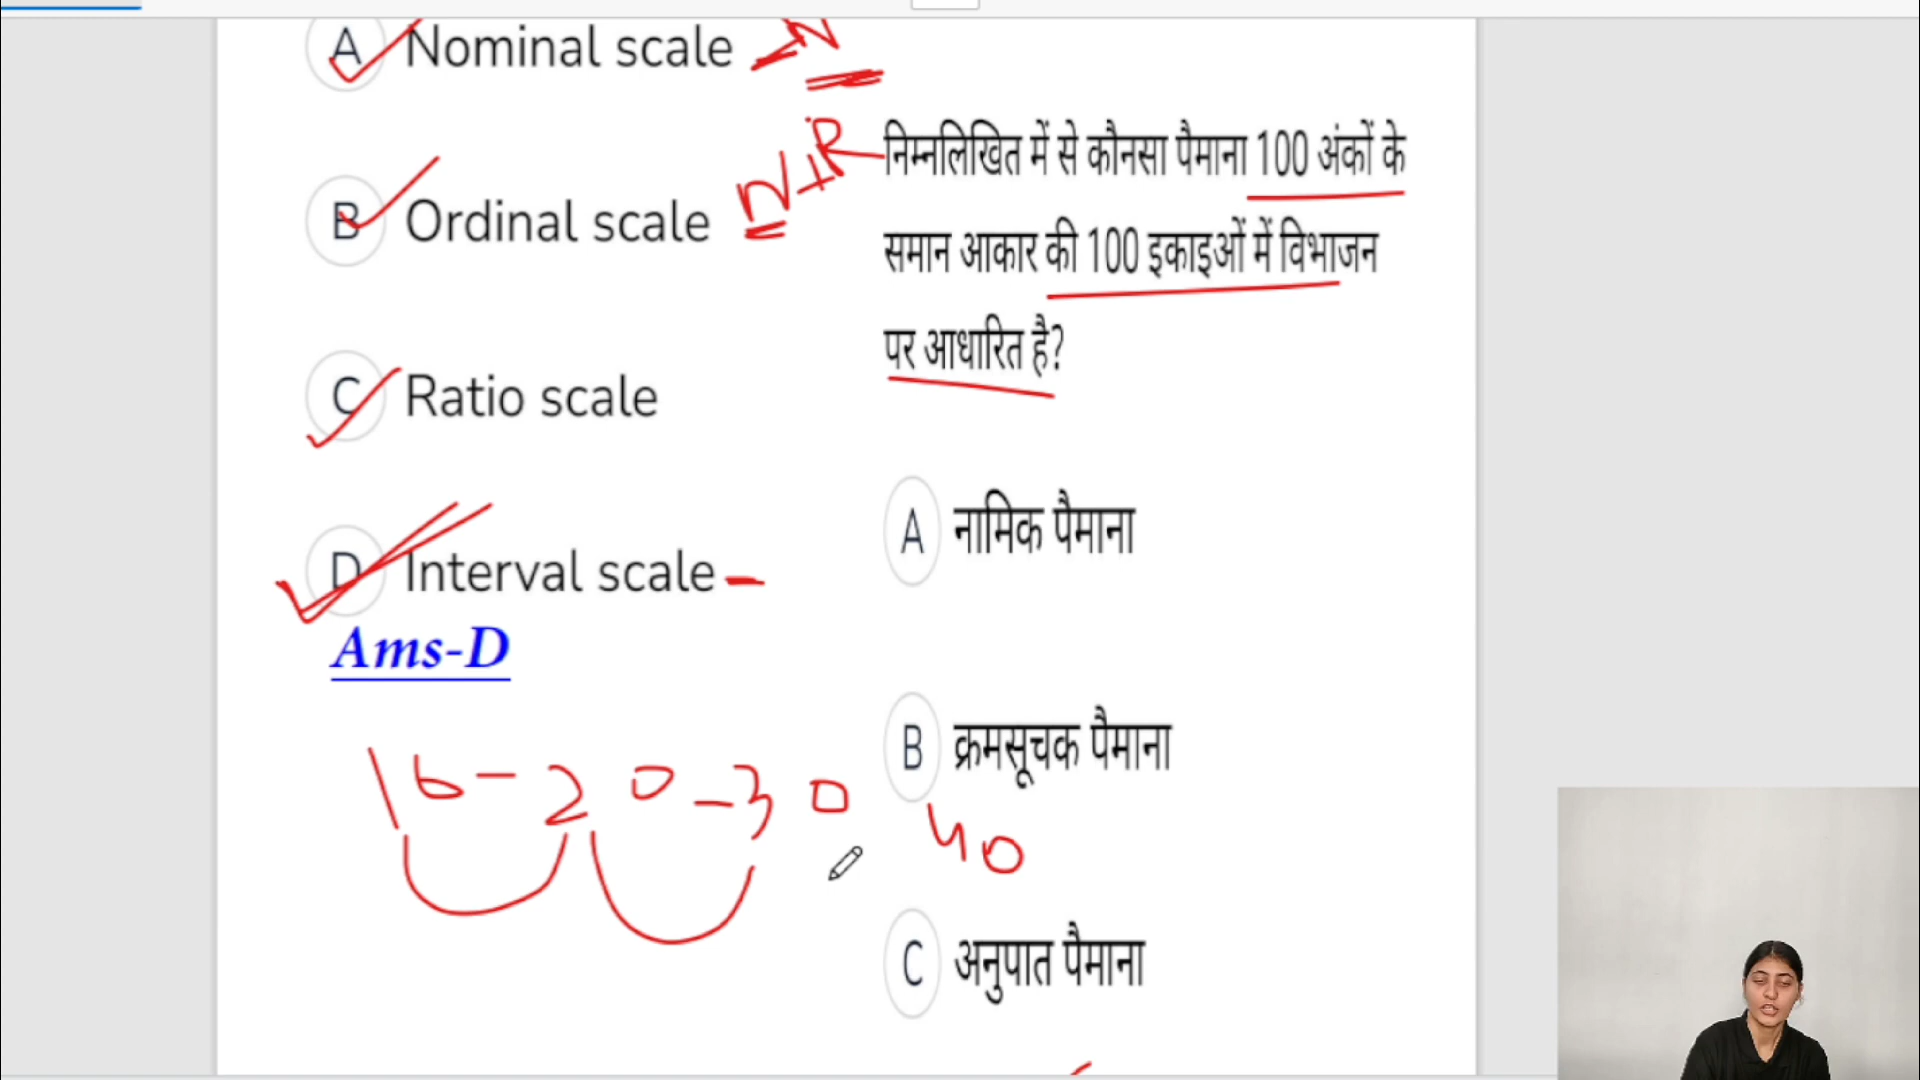 A Nominal scale - N
B Ordinal scale N+R
C Ratio scale
D Interval scale -
Ams-D
10 - 20 - 30 40
निम्नलिखित में से कौनसा पैमाना 100 अंकों के
समान आकार की 100 इकाइओं में विभाजन
पर आधारित है?
A नामिक पैमाना
B क्रमसूचक पैमाना
C अनुपात पैमाना